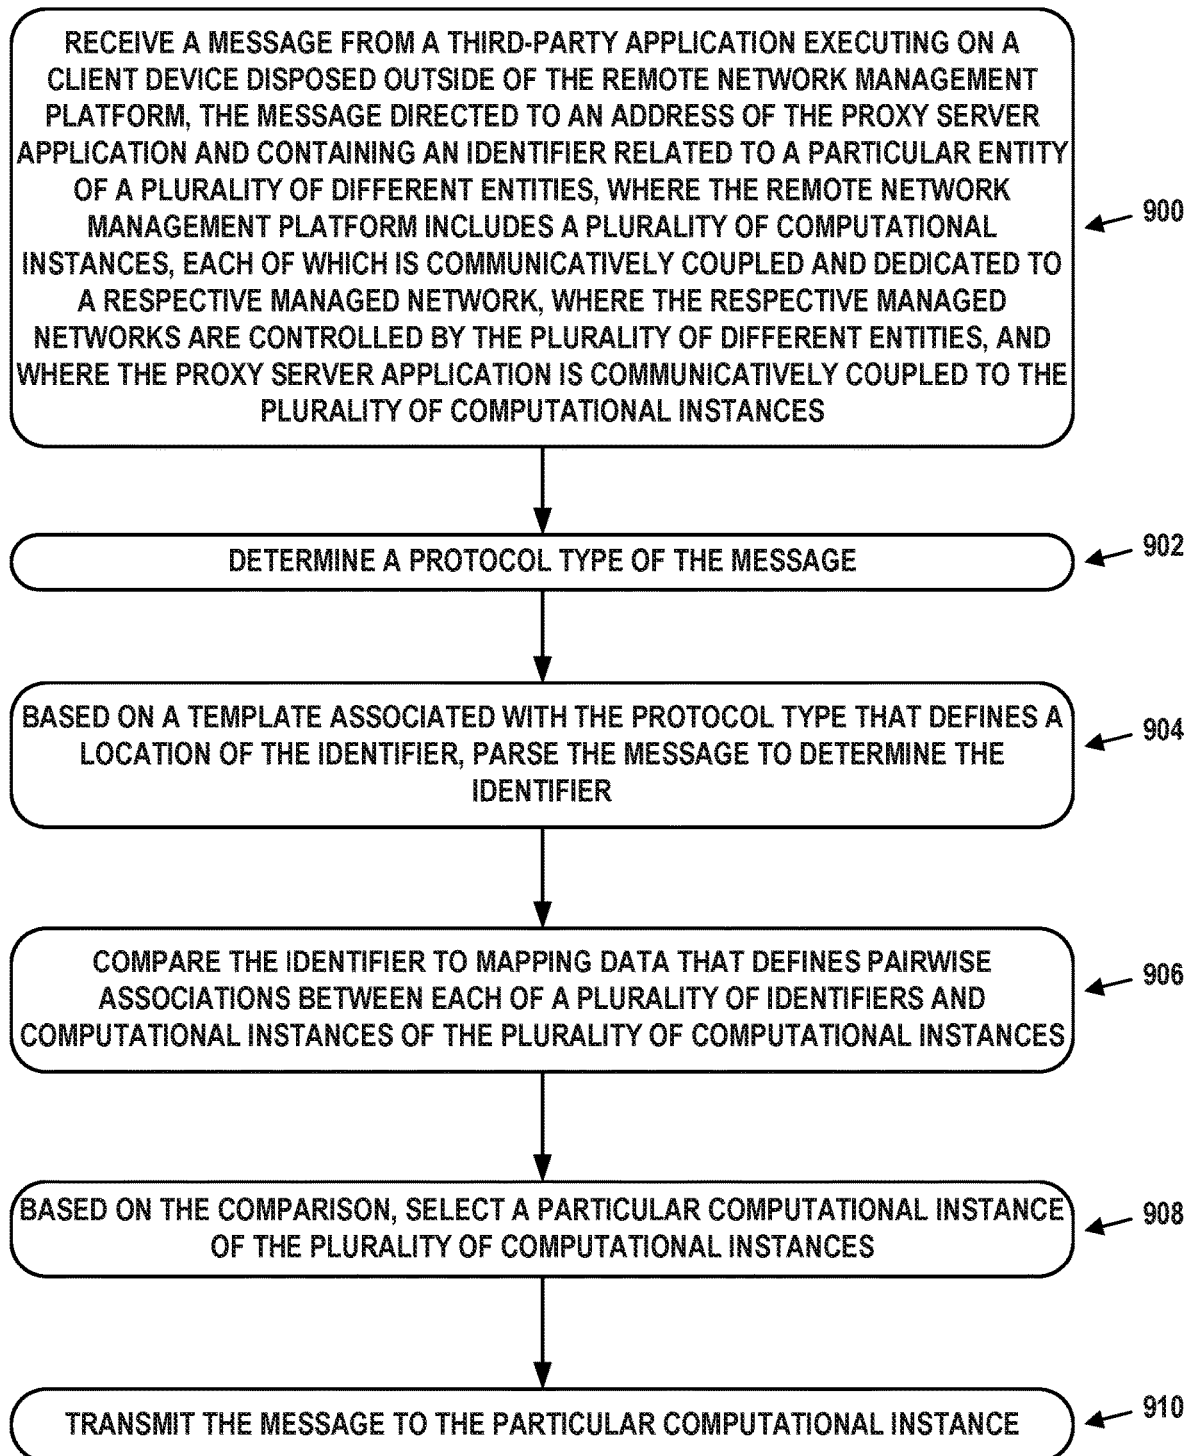 RECEIVE A MESSAGE FROM A THIRD-PARTY APPLICATION EXECUTING ON A
CLIENT DEVICE DISPOSED OUTSIDE OF THE REMOTE NETWORK MANAGEMENT
PLATFORM, THE MESSAGE DIRECTED TO AN ADDRESS OF THE PROXY SERVER
APPLICATION AND CONTAINING AN IDENTIFIER RELATED TO A PARTICULAR ENTITY
OF A PLURALITY OF DIFFERENT ENTITIES, WHERE THE REMOTE NETWORK
MANAGEMENT PLATFORM INCLUDES A PLURALITY OF COMPUTATIONAL
INSTANCES, EACH OF WHICH IS COMMUNICATIVELY COUPLED AND DEDICATED TO
A RESPECTIVE MANAGED NETWORK, WHERE THE RESPECTIVE MANAGED
NETWORKS ARE CONTROLLED BY THE PLURALITY OF DIFFERENT ENTITIES, AND
WHERE THE PROXY SERVER APPLICATION IS COMMUNICATIVELY COUPLED TO THE
PLURALITY OF COMPUTATIONAL INSTANCES
900
DETERMINE A PROTOCOL TYPE OF THE MESSAGE
902
BASED ON A TEMPLATE ASSOCIATED WITH THE PROTOCOL TYPE THAT DEFINES A
LOCATION OF THE IDENTIFIER, PARSE THE MESSAGE TO DETERMINE THE
IDENTIFIER
904
COMPARE THE IDENTIFIER TO MAPPING DATA THAT DEFINES PAIRWISE
ASSOCIATIONS BETWEEN EACH OF A PLURALITY OF IDENTIFIERS AND
COMPUTATIONAL INSTANCES OF THE PLURALITY OF COMPUTATIONAL INSTANCES
906
BASED ON THE COMPARISON, SELECT A PARTICULAR COMPUTATIONAL INSTANCE
OF THE PLURALITY OF COMPUTATIONAL INSTANCES
908
TRANSMIT THE MESSAGE TO THE PARTICULAR COMPUTATIONAL INSTANCE
910